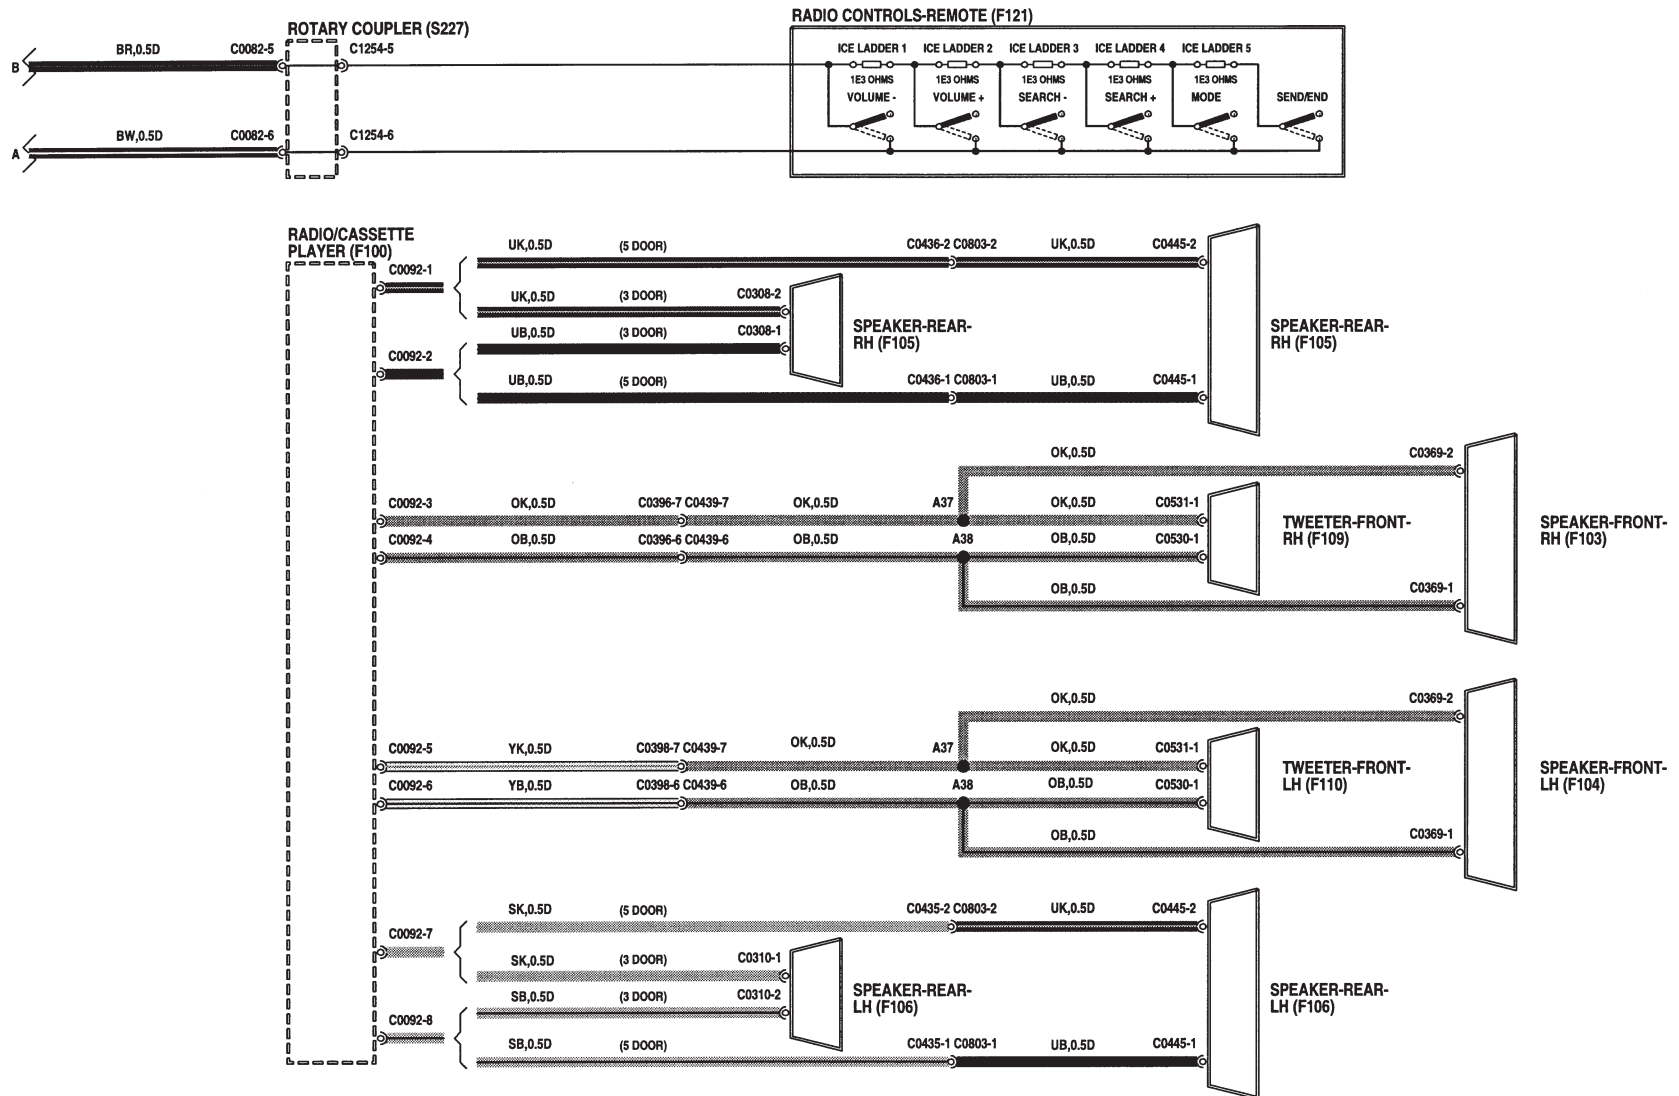 RADIO CONTROLS-REMOTE (F121)
ROTARY COUPLER (S227)
BR,0.5D C0082-5 C1254-5 ICE LADDER 1 ICE LADDER 2 ICE LADDER 3 ICE LADDER 4 ICE LADDER 5
B
1E3 OHMS 1E3 OHMS 1E3 OHMS 1E3 OHMS 1E3 OHMS
VOLUME - VOLUME + SEARCH - SEARCH + MODE SEND/END
BW,0.5D C0082-6 C1254-6
A
RADIO/CASSETTE
PLAYER (F100)
UK,0.5D (5 DOOR) C0436-2 C0803-2 UK,0.5D C0445-2
C0092-1
UK,0.5D (3 DOOR) C0308-2
UB,0.5D (3 DOOR) C0308-1
SPEAKER-REAR-
RH (F105)
SPEAKER-REAR-
RH (F105)
C0092-2
UB,0.5D (5 DOOR) C0436-1 C0803-1 UB,0.5D C0445-1
OK,0.5D C0369-2
C0092-3 OK,0.5D C0396-7 C0439-7 OK,0.5D A37 OK,0.5D C0531-1
TWEETER-FRONT-
RH (F109)
SPEAKER-FRONT-
RH (F103)
C0092-4 OB,0.5D C0396-6 C0439-6 OB,0.5D A38 OB,0.5D C0530-1
OB,0.5D C0369-1
OK,0.5D C0369-2
C0092-5 YK,0.5D C0398-7 C0439-7 OK,0.5D A37 OK,0.5D C0531-1
TWEETER-FRONT-
LH (F110)
SPEAKER-FRONT-
LH (F104)
C0092-6 YB,0.5D C0398-6 C0439-6 OB,0.5D A38 OB,0.5D C0530-1
OB,0.5D C0369-1
SK,0.5D (5 DOOR) C0435-2 C0803-2 UK,0.5D C0445-2
C0092-7
SK,0.5D (3 DOOR) C0310-1
SB,0.5D (3 DOOR) C0310-2
SPEAKER-REAR-
LH (F106)
SPEAKER-REAR-
LH (F106)
C0092-8
SB,0.5D (5 DOOR) C0435-1 C0803-1 UB,0.5D C0445-1